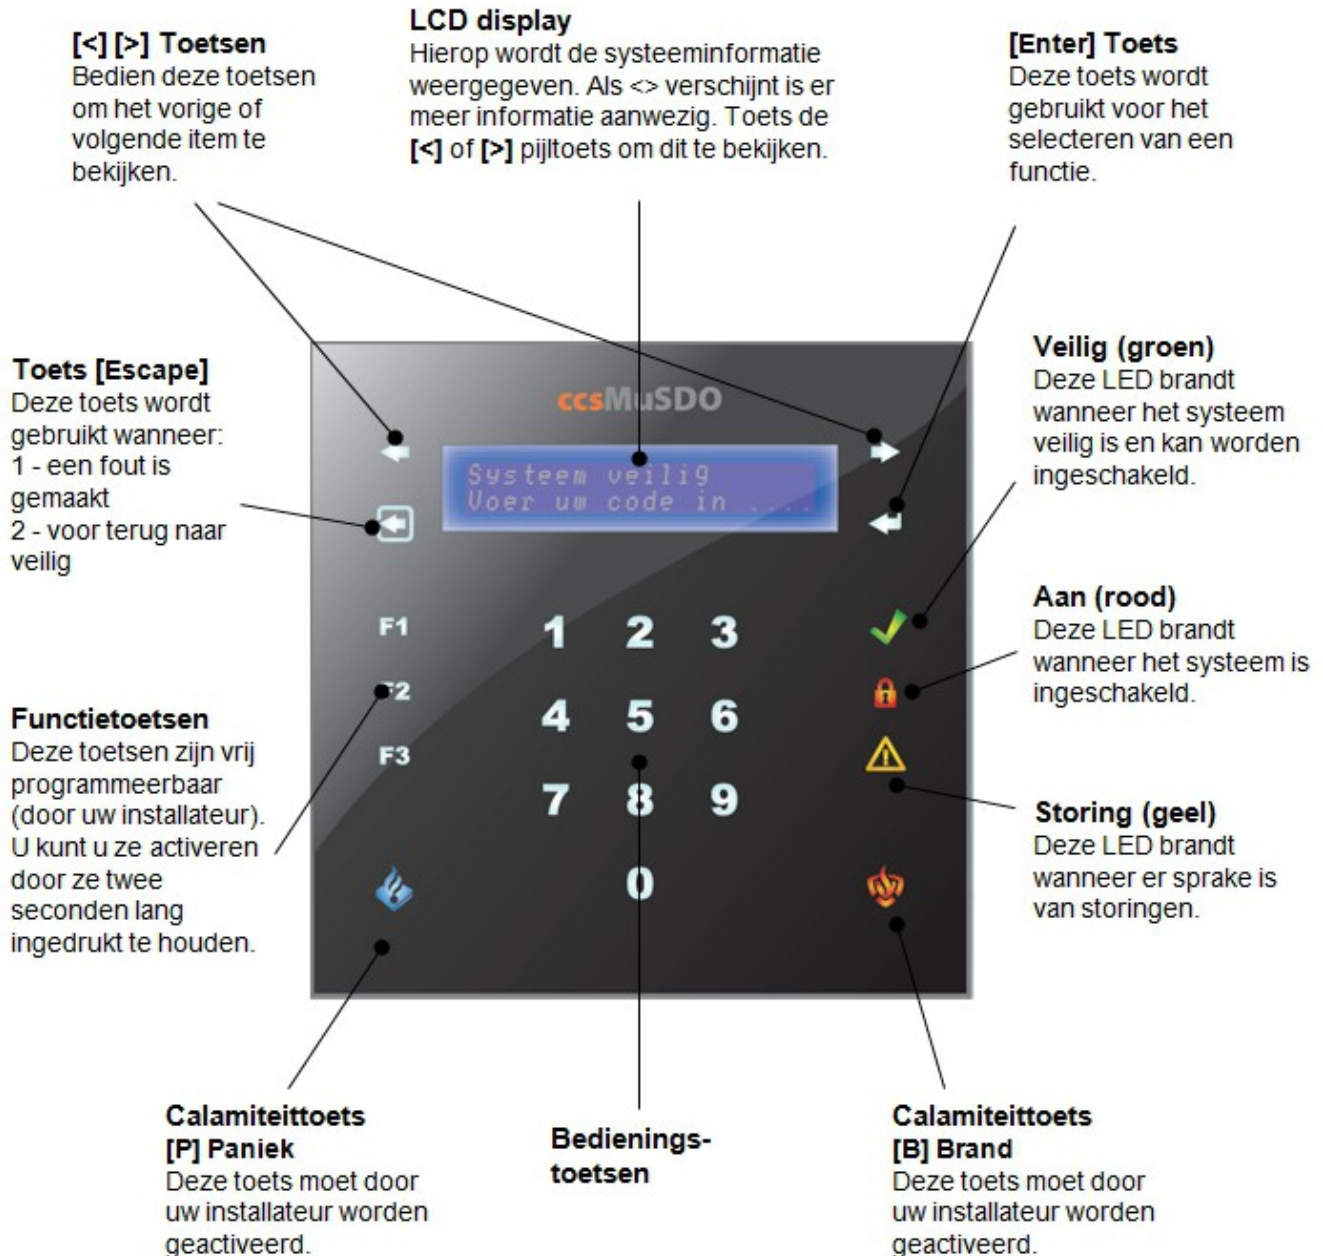 [<] [>] Toetsen
Bedien deze toetsen
om het vorige of
volgende item te
bekijken.
LCD display
Hierop wordt de systeeminformatie
weergegeven. Als <> verschijnt is er
meer informatie aanwezig. Toets de
[<] of [>] pijltoets om dit te bekijken.
[Enter] Toets
Deze toets wordt
gebruikt voor het
selecteren van een
functie.
Toets [Escape]
Deze toets wordt
gebruikt wanneer:
1 - een fout is
gemaakt
2 - voor terug naar
veilig
Functietoetsen
Deze toetsen zijn vrij
programmeerbaar
(door uw installateur).
U kunt u ze activeren
door ze twee
seconden lang
ingedrukt te houden.
ccsMuSDO
Systeem veilig
Voer uw code in ....
F1
F2
F3
1 2 3
4 5 6
7 8 9
0
Veilig (groen)
Deze LED brandt
wanneer het systeem
veilig is en kan worden
ingeschakeld.
Aan (rood)
Deze LED brandt
wanneer het systeem is
ingeschakeld.
Storing (geel)
Deze LED brandt
wanneer er sprake is
van storingen.
Calamiteittoets
[P] Paniek
Deze toets moet door
uw installateur worden
geactiveerd.
Bedienings-
toetsen
Calamiteittoets
[B] Brand
Deze toets moet door
uw installateur worden
geactiveerd.